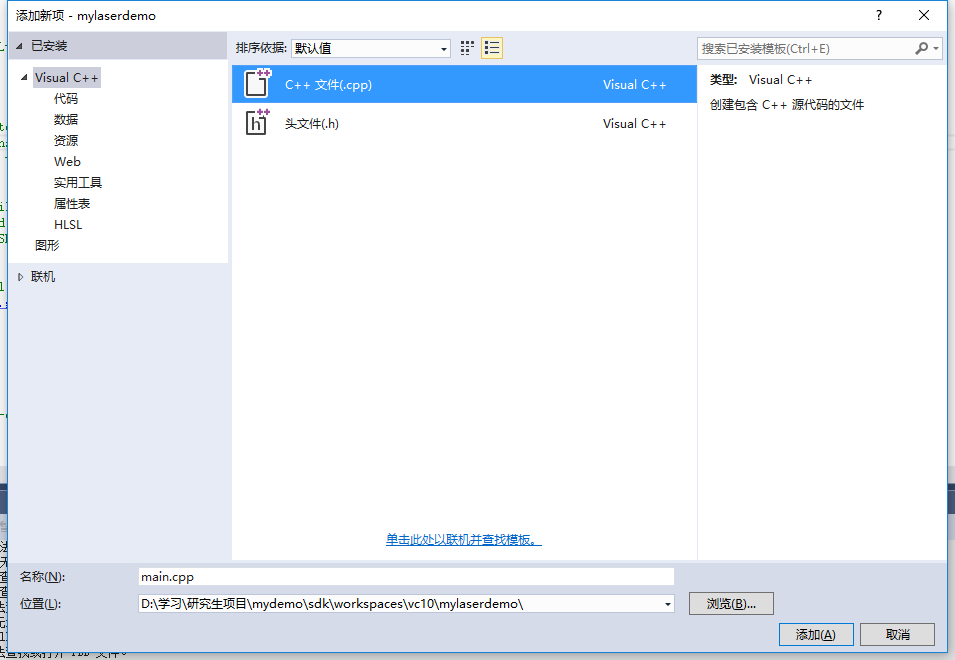 添加新项 - mylaserdemo
? 
已安装
排序依据: 默认值
搜索已安装模板(Ctrl+E)
Visual C++
代码
数据
资源
Web
实用工具
属性表
HLSL
图形
联机
C++ 文件(.cpp) Visual C++
头文件(.h) Visual C++
类型: Visual C++
创建包含 C++ 源代码的文件
单击此处以联机并查找模板。
名称(N): main.cpp
位置(L): D:\学习\研究生项目\mydemo\sdk\workspaces\vc10\mylaserdemo\
浏览(B)...
添加(A) 取消